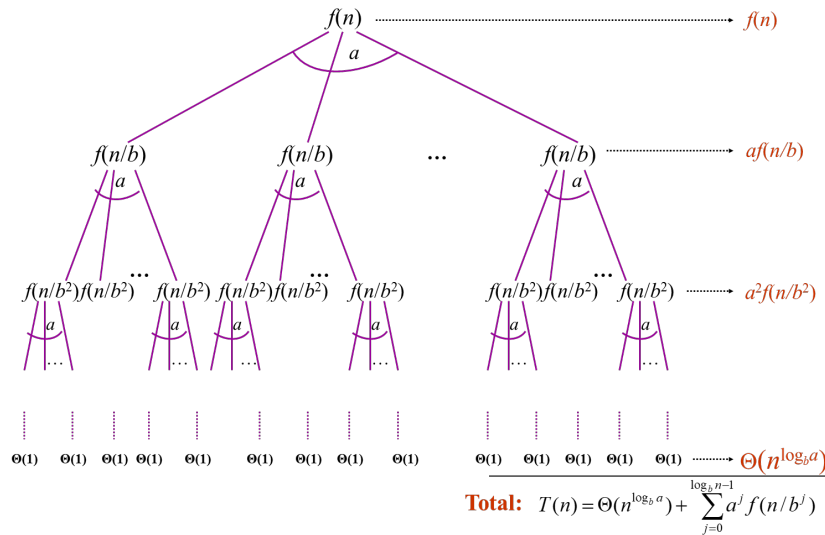 f(n) f(n)
a
f(n/b) f(n/b) ... f(n/b) af(n/b)
a a a
... ... ...
f(n/b²) f(n/b²) f(n/b²) f(n/b²) f(n/b²) f(n/b²) f(n/b²) f(n/b²) f(n/b²) a²f(n/b²)
a a a a a a
... ... ... ... ... ...
Θ(1) Θ(1) Θ(1) Θ(1) Θ(1) Θ(1) Θ(1) Θ(1) Θ(1) Θ(1) Θ(1) Θ(1) Θ(1) Θ(1) Θ(n^{log_b a})
Total: T(n) = Θ(n^{log_b a}) + \sum_{j=0}^{log_b n−1} a^j f(n/b^j)